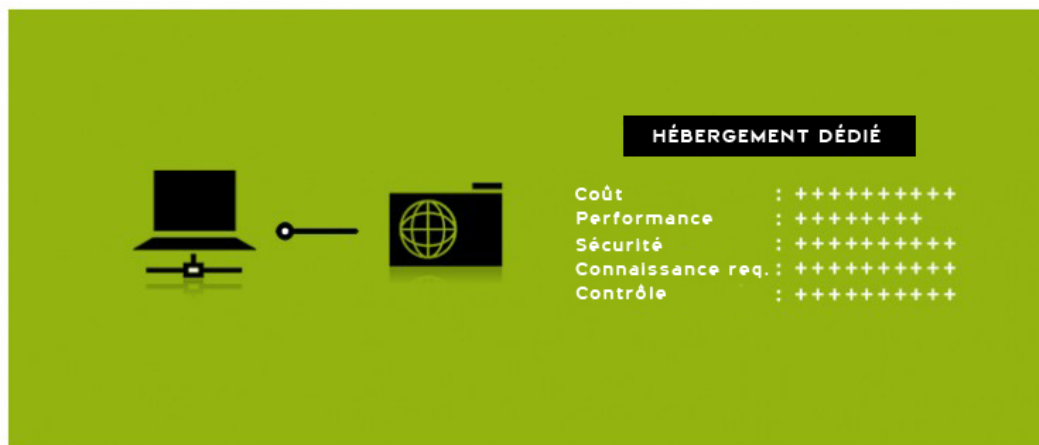 HÉBERGEMENT DÉDIÉ
Coût : ++++++++++
Performance : ++++++++
Sécurité : ++++++++++
Connaissance req. : ++++++++++
Contrôle : ++++++++++